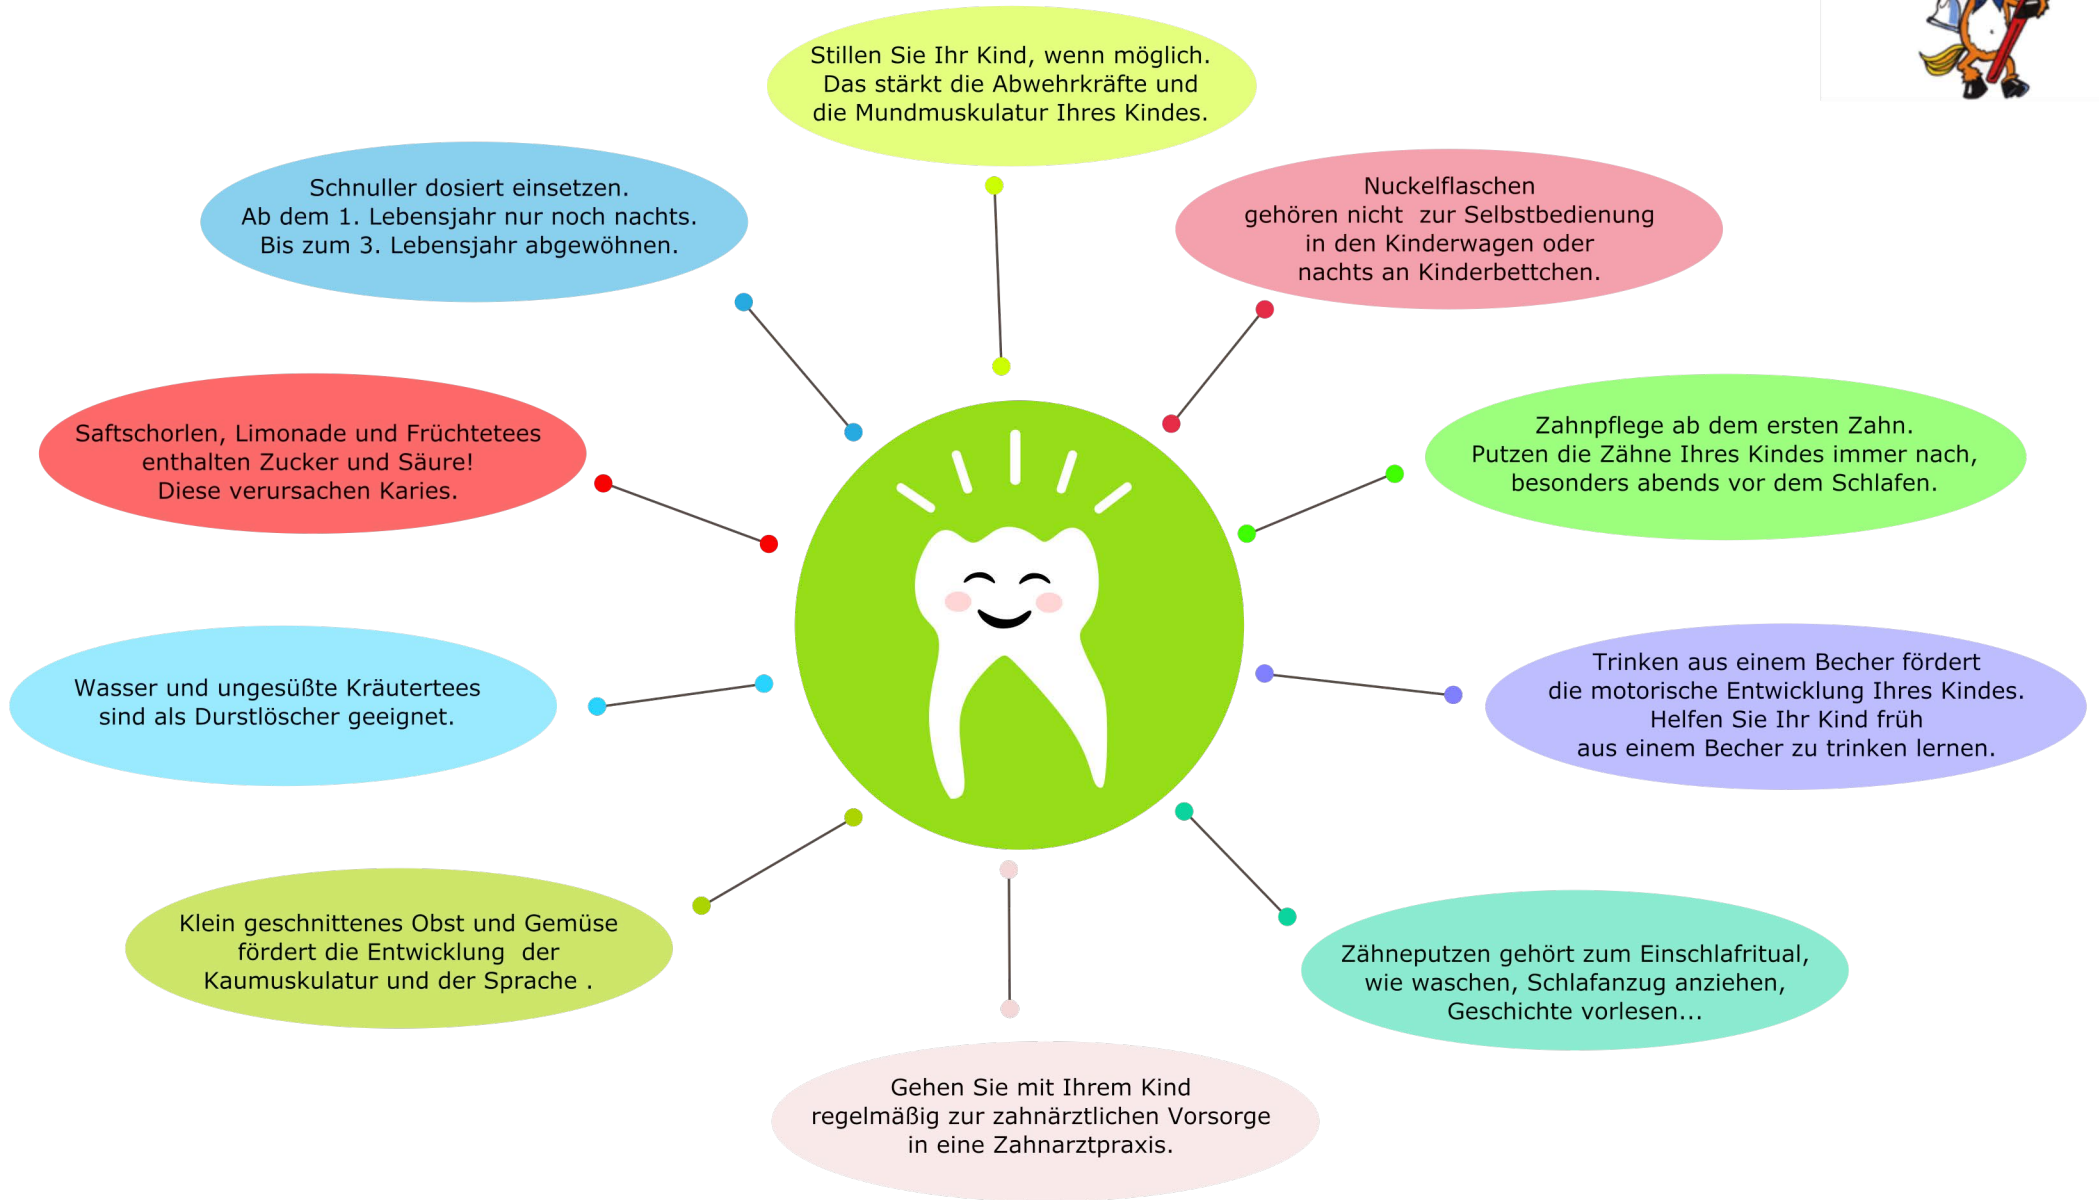 Stillen Sie Ihr Kind, wenn möglich.
Das stärkt die Abwehrkräfte und
die Mundmuskulatur Ihres Kindes.
Nuckelflaschen
gehören nicht  zur Selbstbedienung
in den Kinderwagen oder
nachts an Kinderbettchen.
Zahnpflege ab dem ersten Zahn.
Putzen die Zähne Ihres Kindes immer nach,
besonders abends vor dem Schlafen.
Trinken aus einem Becher fördert
die motorische Entwicklung Ihres Kindes.
Helfen Sie Ihr Kind früh
aus einem Becher zu trinken lernen.
Zähneputzen gehört zum Einschlafritual,
wie waschen, Schlafanzug anziehen,
Geschichte vorlesen...
Gehen Sie mit Ihrem Kind
regelmäßig zur zahnärztlichen Vorsorge
in eine Zahnarztpraxis.
Klein geschnittenes Obst und Gemüse
fördert die Entwicklung  der
Kaumuskulatur und der Sprache .
Wasser und ungesüßte Kräutertees
sind als Durstlöscher geeignet.
Saftschorlen, Limonade und Früchtetees
enthalten Zucker und Säure!
Diese verursachen Karies.
Schnuller dosiert einsetzen.
Ab dem 1. Lebensjahr nur noch nachts.
Bis zum 3. Lebensjahr abgewöhnen.